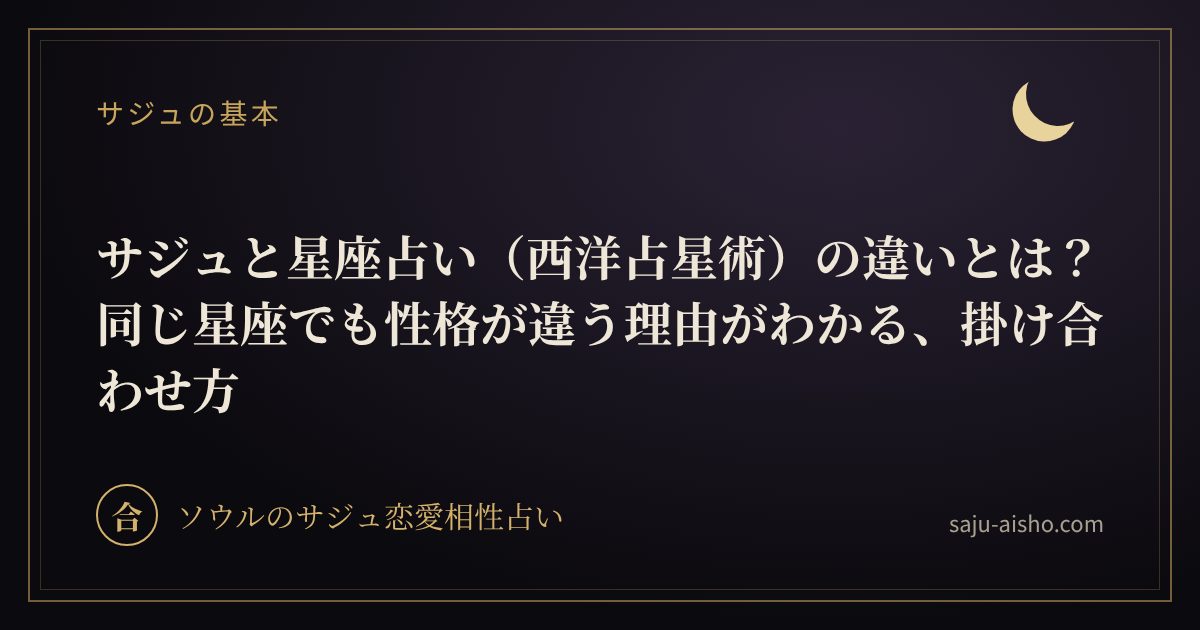 サジュの基本
サジュと星座占い（西洋占星術）の違いとは？
同じ星座でも性格が違う理由がわかる、掛け合
わせ方
合 ソウルのサジュ恋愛相性占い
saju-aisho.com